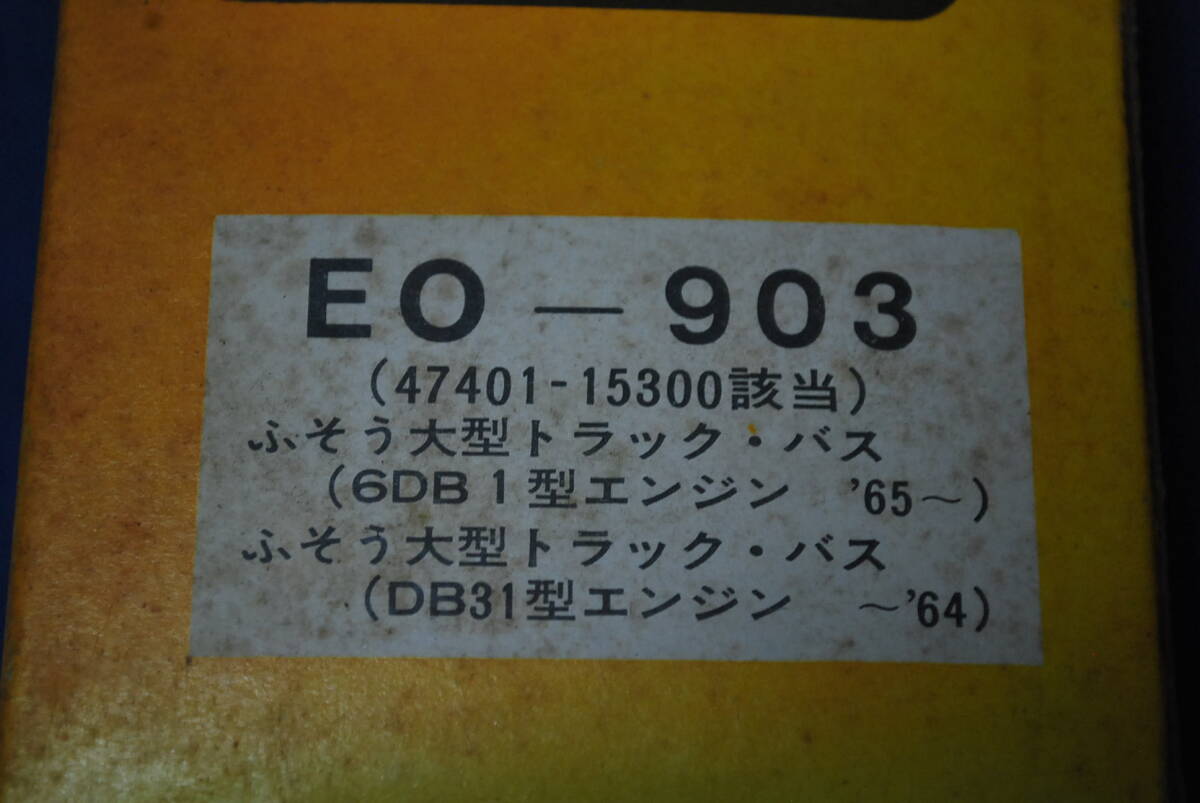 EO－903
(47401-15300該当)
ふそう大型トラック・バス
(6DB1型エンジン　'65～)
ふそう大型トラック・バス
(DB31型エンジン　～'64)